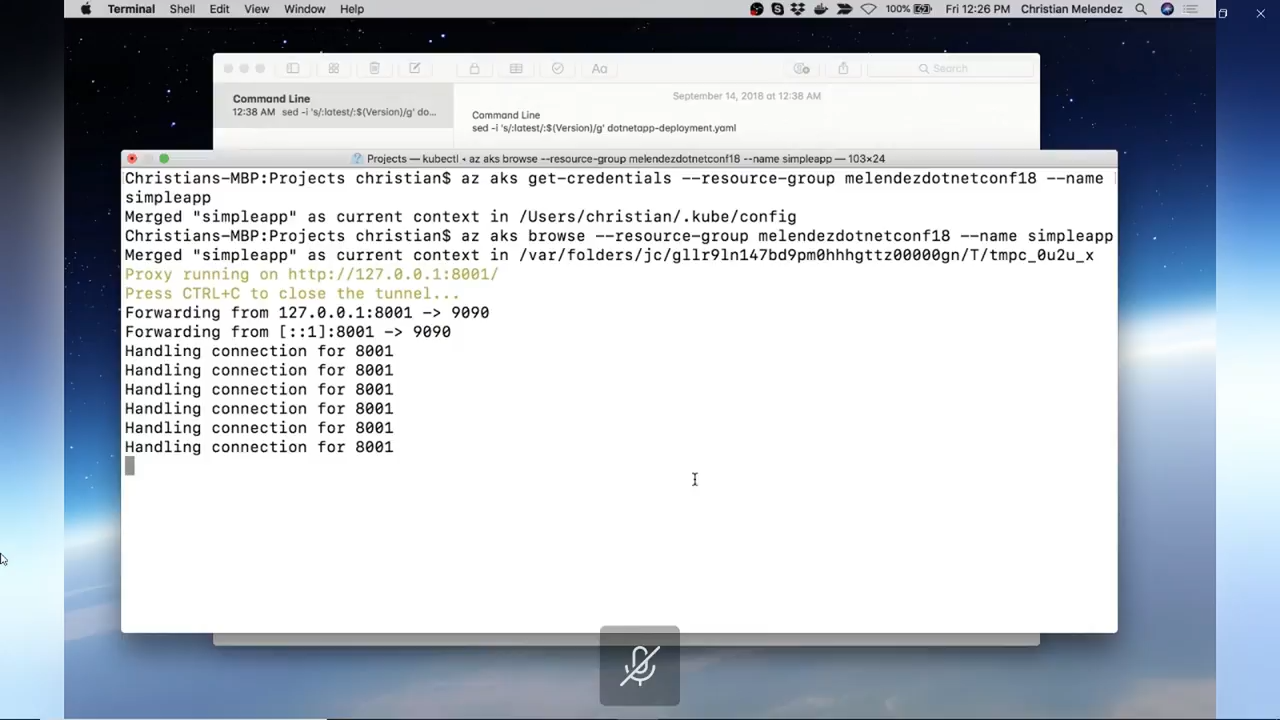 Terminal Shell Edit View Window Help 100% Fri 12:26 PM Christian Melendez
Aa Search
Command Line
12:38 AM sed -i 's/:latest/:$(Version)/g' do...
September 14, 2018 at 12:38 AM
Command Line
sed -i 's/:latest/:$(Version)/g' dotnetapp-deployment.yaml
Projects — kubectl ◂ az aks browse --resource-group melendezdotnetconf18 --name simpleapp — 103×24
Christians-MBP:Projects christian$ az aks get-credentials --resource-group melendezdotnetconf18 --name
simpleapp
Merged "simpleapp" as current context in /Users/christian/.kube/config
Christians-MBP:Projects christian$ az aks browse --resource-group melendezdotnetconf18 --name simpleapp
Merged "simpleapp" as current context in /var/folders/jc/gllr9ln147bd9pm0hhhgttz00000gn/T/tmpc_0u2u_x
Proxy running on http://127.0.0.1:8001/
Press CTRL+C to close the tunnel...
Forwarding from 127.0.0.1:8001 -> 9090
Forwarding from [::1]:8001 -> 9090
Handling connection for 8001
Handling connection for 8001
Handling connection for 8001
Handling connection for 8001
Handling connection for 8001
Handling connection for 8001